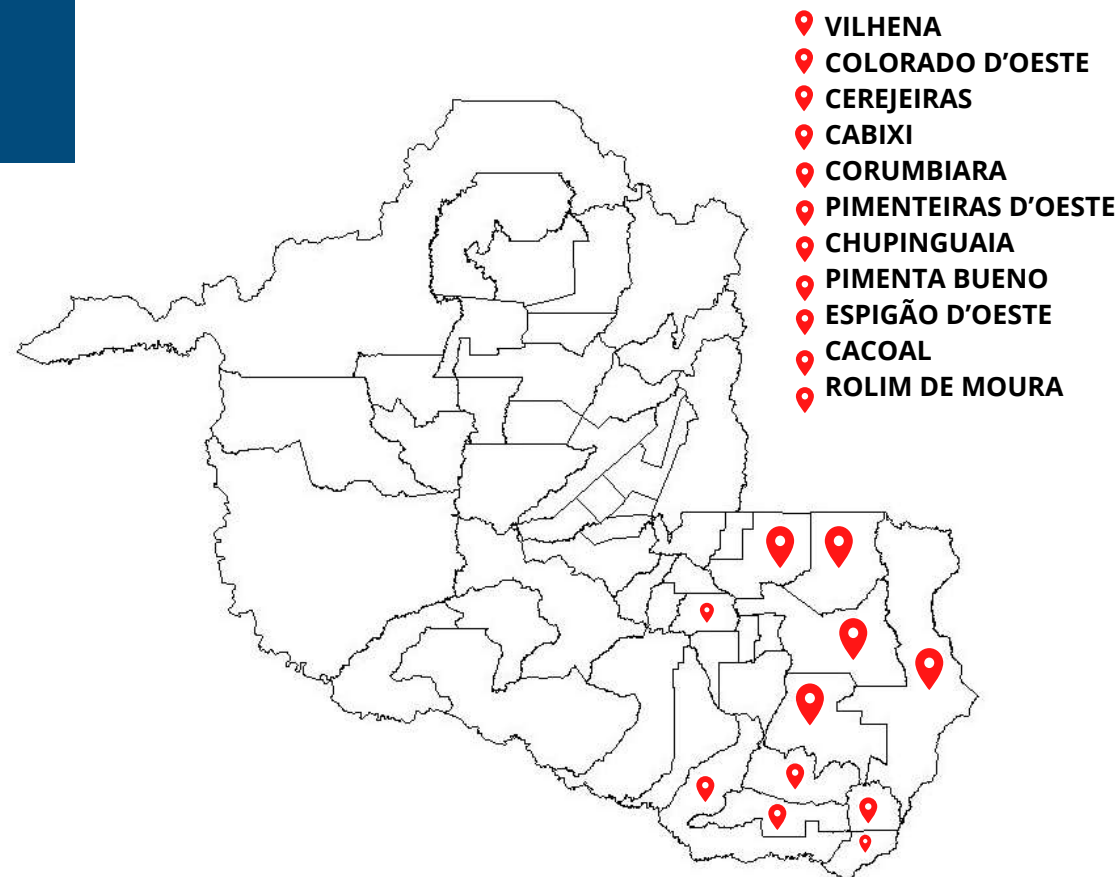 VILHENA
COLORADO D'OESTE
CEREJEIRAS
CABIXI
CORUMBIARA
PIMENTEIRAS D'OESTE
CHUPINGUAIA
PIMENTA BUENO
ESPIGÃO D'OESTE
CACOAL
ROLIM DE MOURA